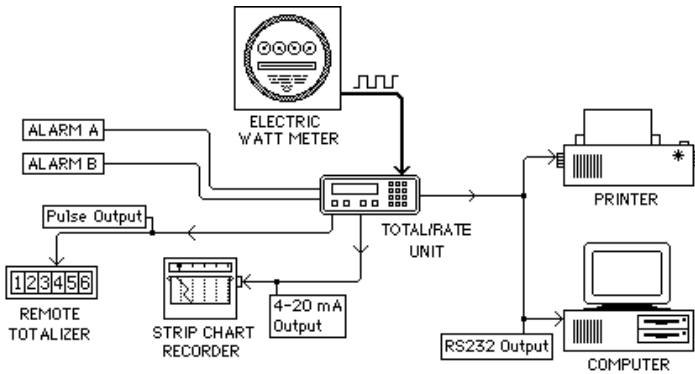 ELECTRIC
WATT METER
ALARM A
ALARM B
PRINTER
Pulse Output
TOTAL/RATE
UNIT
123456
REMOTE
TOTALIZER
4-20 mA
Output
STRIP CHART
RECORDER
RS232 Output
COMPUTER